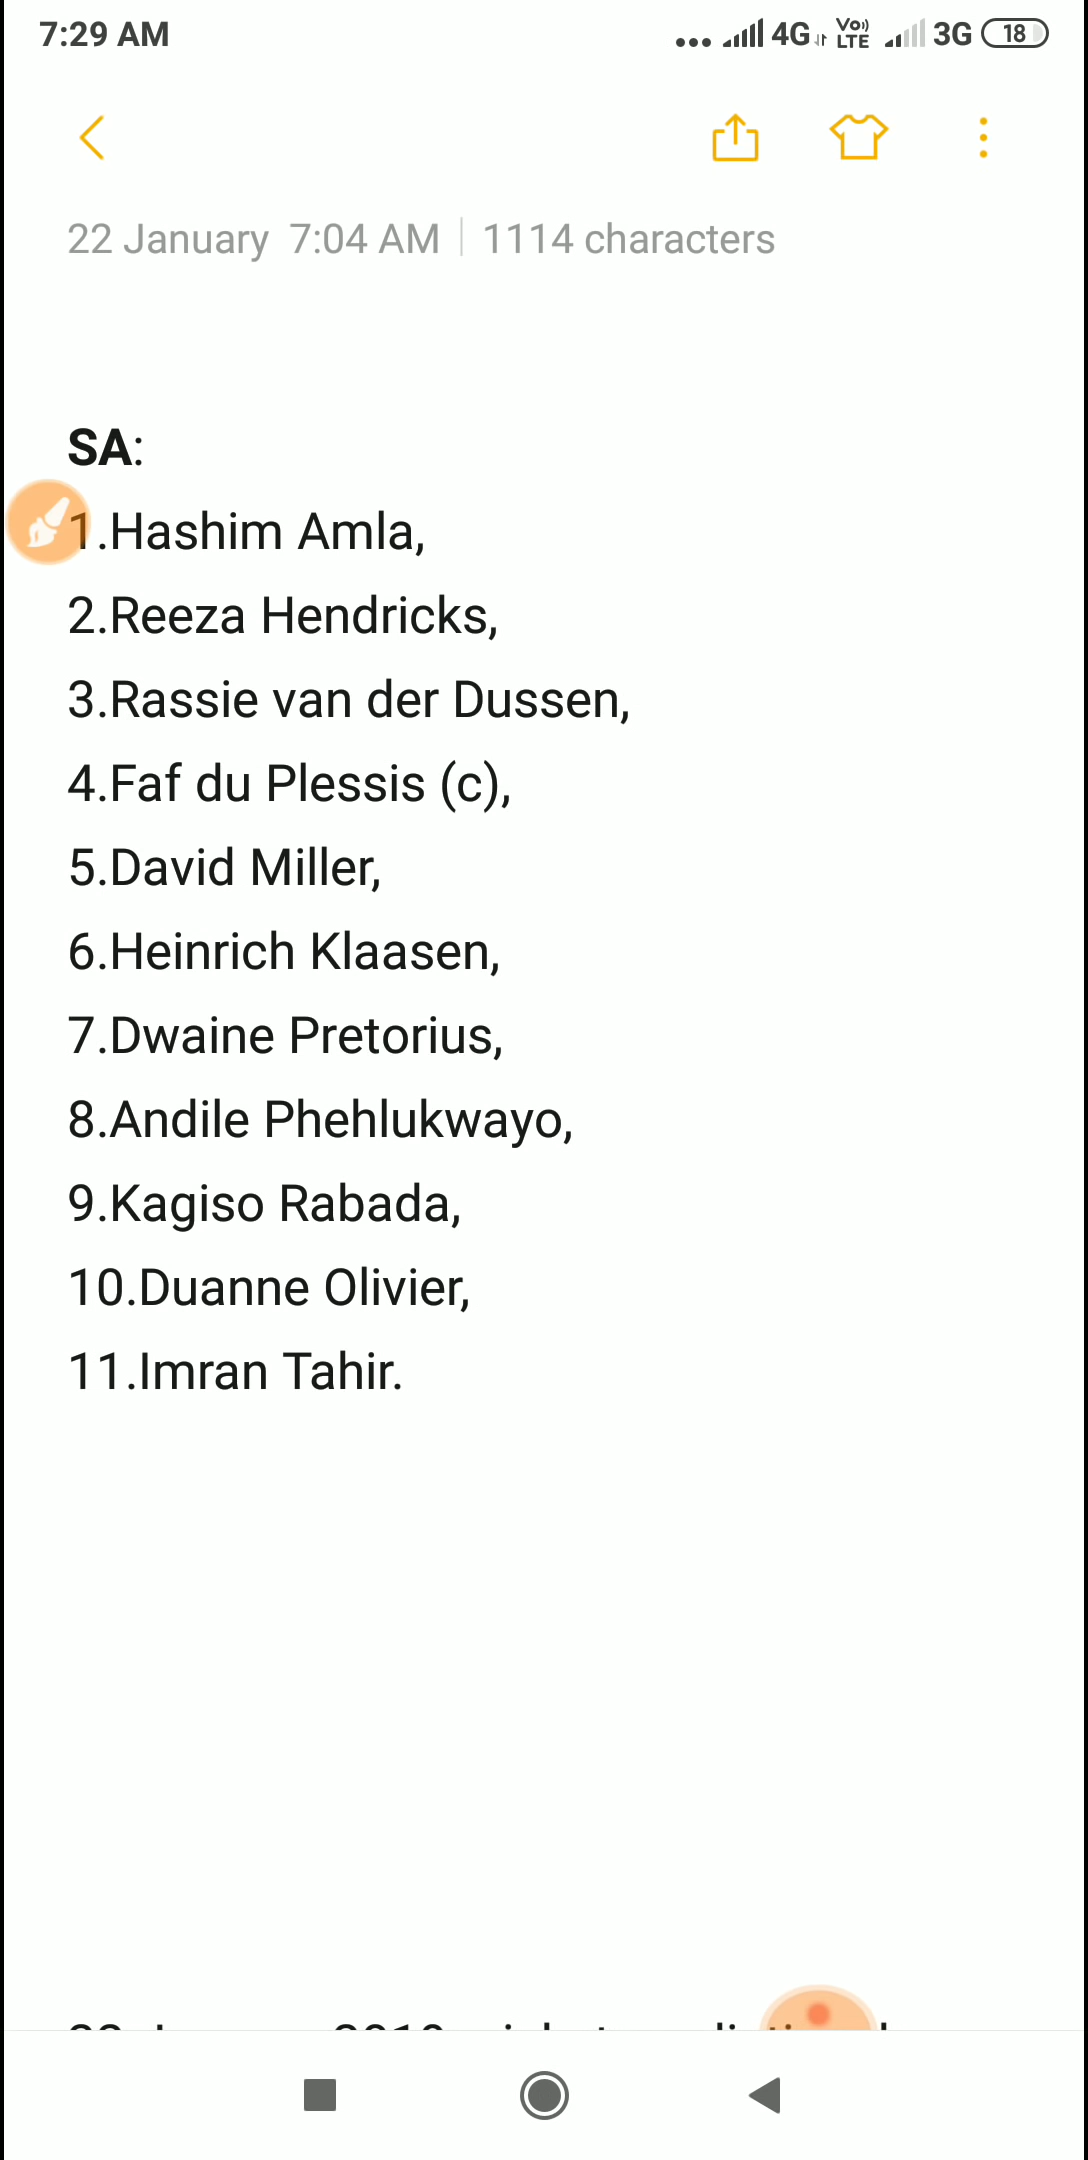 7:29 AM ... 4G VoLTE 3G 18
22 January 7:04 AM | 1114 characters
SA:
1.Hashim Amla,
2.Reeza Hendricks,
3.Rassie van der Dussen,
4.Faf du Plessis (c),
5.David Miller,
6.Heinrich Klaasen,
7.Dwaine Pretorius,
8.Andile Phehlukwayo,
9.Kagiso Rabada,
10.Duanne Olivier,
11.Imran Tahir.